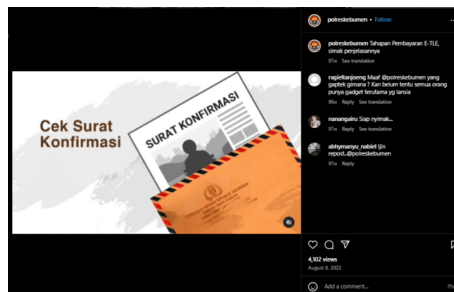 Cek Surat
Konfirmasi
SURAT KONFIRMASI
polreskebumen • Follow
polreskebumen Tahapan Pembayaran E-TLE,
simak penjelasannya
97w See translation
ragieltanjoeng Maaf @polreskebumen yang
gaptek gimana ? Kan belum tentu semua orang
punya gadget terutama yg lansia
96w Reply See translation
nanangairu Siap nyimak...
97w Reply See translation
abhymanyu_nabiel Ijin
repost..@polreskebumen
97w Reply
4,102 views
August 8, 2022
Add a comment...